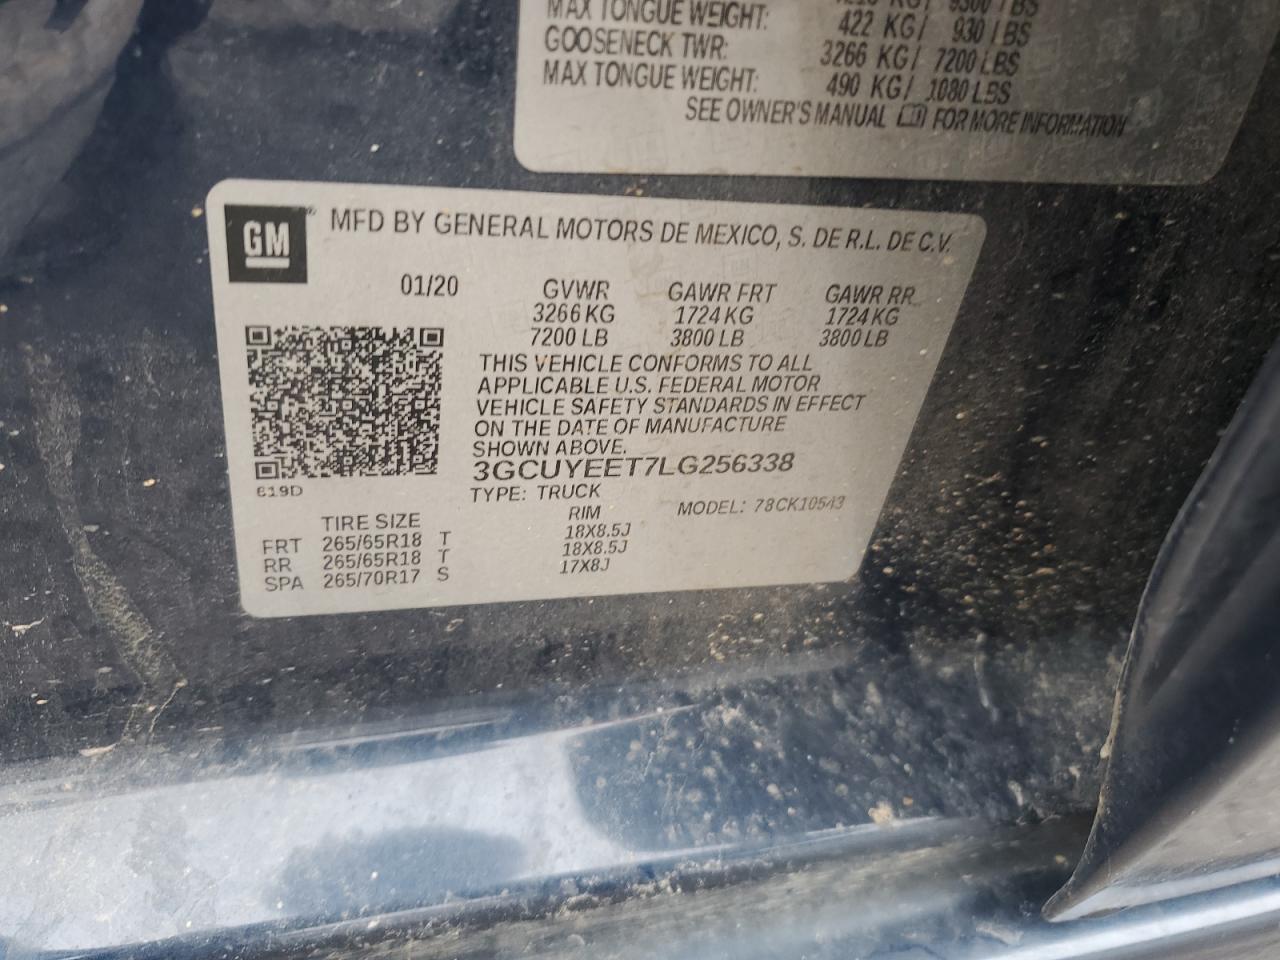 9300 LBS
MAX TONGUE WEIGHT: 422 KG/ 930 LBS
GOOSENECK TWR: 3266 KG/ 7200 LBS
MAX TONGUE WEIGHT: 490 KG/ 1080 LBS
SEE OWNER'S MANUAL FOR MORE INFORMATION
GM MFD BY GENERAL MOTORS DE MEXICO, S. DE R.L. DE C.V.
01/20 GVWR GAWR FRT GAWR RR
3266 KG 1724 KG 1724 KG
7200 LB 3800 LB 3800 LB
THIS VEHICLE CONFORMS TO ALL
APPLICABLE U.S. FEDERAL MOTOR
VEHICLE SAFETY STANDARDS IN EFFECT
ON THE DATE OF MANUFACTURE
SHOWN ABOVE.
3GCUYEET7LG256338
619D TYPE: TRUCK
MODEL: 78CK10543
TIRE SIZE RIM
FRT 265/65R18 T 18X8.5J
RR 265/65R18 T 18X8.5J
SPA 265/70R17 S 17X8J